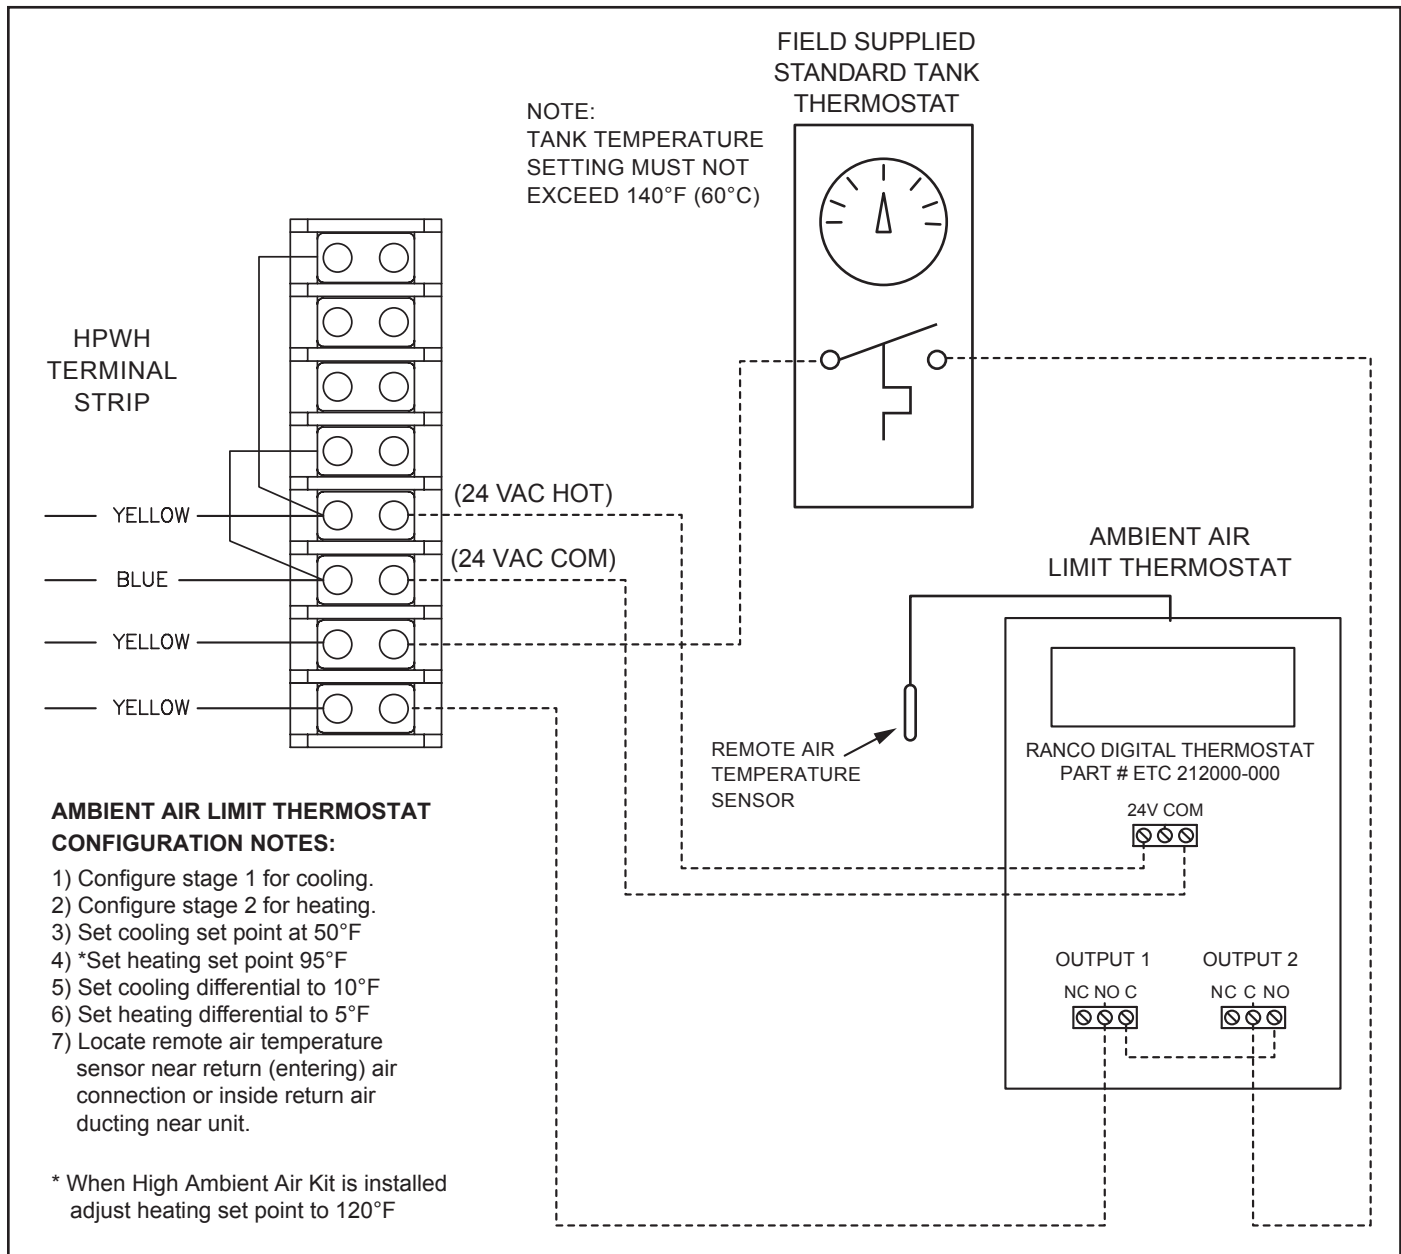 FIELD SUPPLIED
STANDARD TANK
THERMOSTAT
NOTE:
TANK TEMPERATURE
SETTING MUST NOT
EXCEED 140°F (60°C)
HPWH
TERMINAL
STRIP
(24 VAC HOT)
YELLOW
(24 VAC COM)
BLUE
YELLOW
YELLOW
AMBIENT AIR
LIMIT THERMOSTAT
REMOTE AIR
TEMPERATURE
SENSOR
RANCO DIGITAL THERMOSTAT
PART # ETC 212000-000
24V COM
OUTPUT 1
NC NO C
OUTPUT 2
NC C NO
AMBIENT AIR LIMIT THERMOSTAT
CONFIGURATION NOTES:
1) Configure stage 1 for cooling.
2) Configure stage 2 for heating.
3) Set cooling set point at 50°F
4) *Set heating set point 95°F
5) Set cooling differential to 10°F
6) Set heating differential to 5°F
7) Locate remote air temperature
sensor near return (entering) air
connection or inside return air
ducting near unit.
* When High Ambient Air Kit is installed
adjust heating set point to 120°F